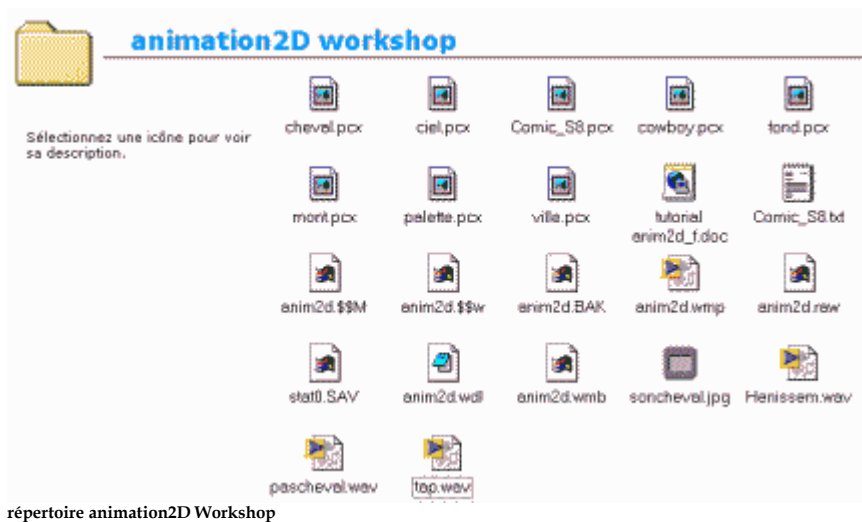 animation2D workshop
Sélectionnez une icône pour voir
sa description.
cheval.pcx
ciel.pcx
Comic_S8.pcx
cowboy.pcx
fond.pcx
mont.pcx
palette.pcx
ville.pcx
tutorial
anim2d_f.doc
Comic_S8.txt
anim2d.$$M
anim2d.$$w
anim2d.BAK
anim2d.wmp
anim2d.raw
stat0.SAV
anim2d.wdl
anim2d.wmb
soncheval.jpg
Henissem.wav
pascheval.wav
tap.wav
répertoire animation2D Workshop